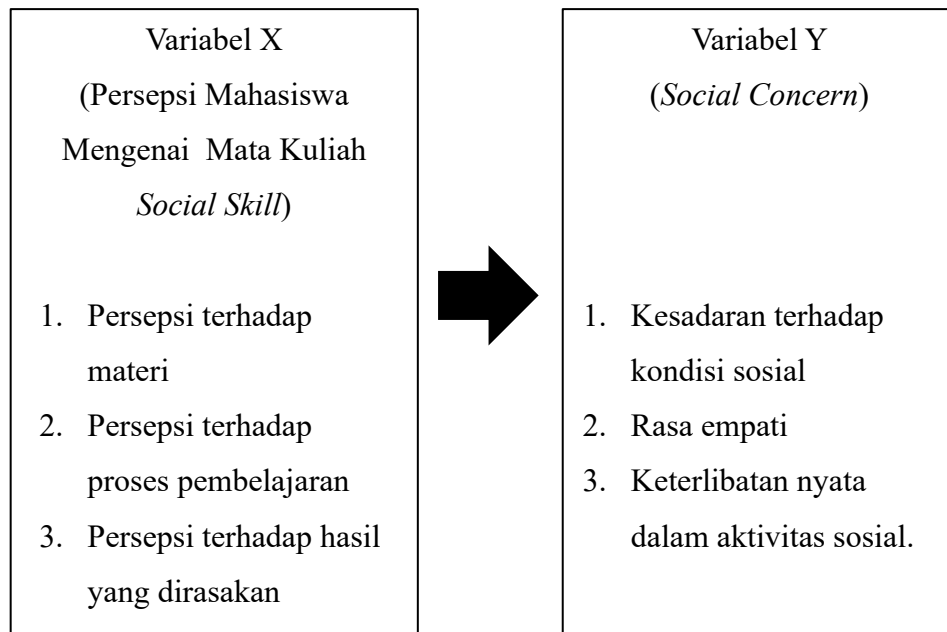 Variabel X
(Persepsi Mahasiswa
Mengenai Mata Kuliah
Social Skill)
1. Persepsi terhadap
materi
2. Persepsi terhadap
proses pembelajaran
3. Persepsi terhadap hasil
yang dirasakan
Variabel Y
(Social Concern)
1. Kesadaran terhadap
kondisi sosial
2. Rasa empati
3. Keterlibatan nyata
dalam aktivitas sosial.